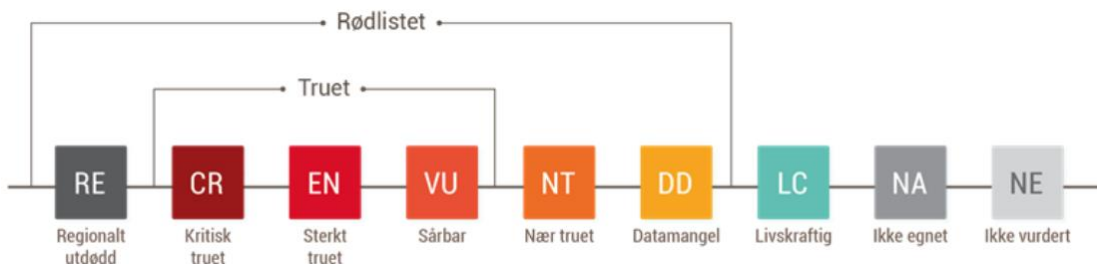 Rødlistet
Truet
RE
CR
EN
VU
NT
DD
LC
NA
NE
Regionalt
utdødd
Kritisk
truet
Sterkt
truet
Sårbar
Nær truet
Datamangel
Livskraftig
Ikke egnet
Ikke vurdert